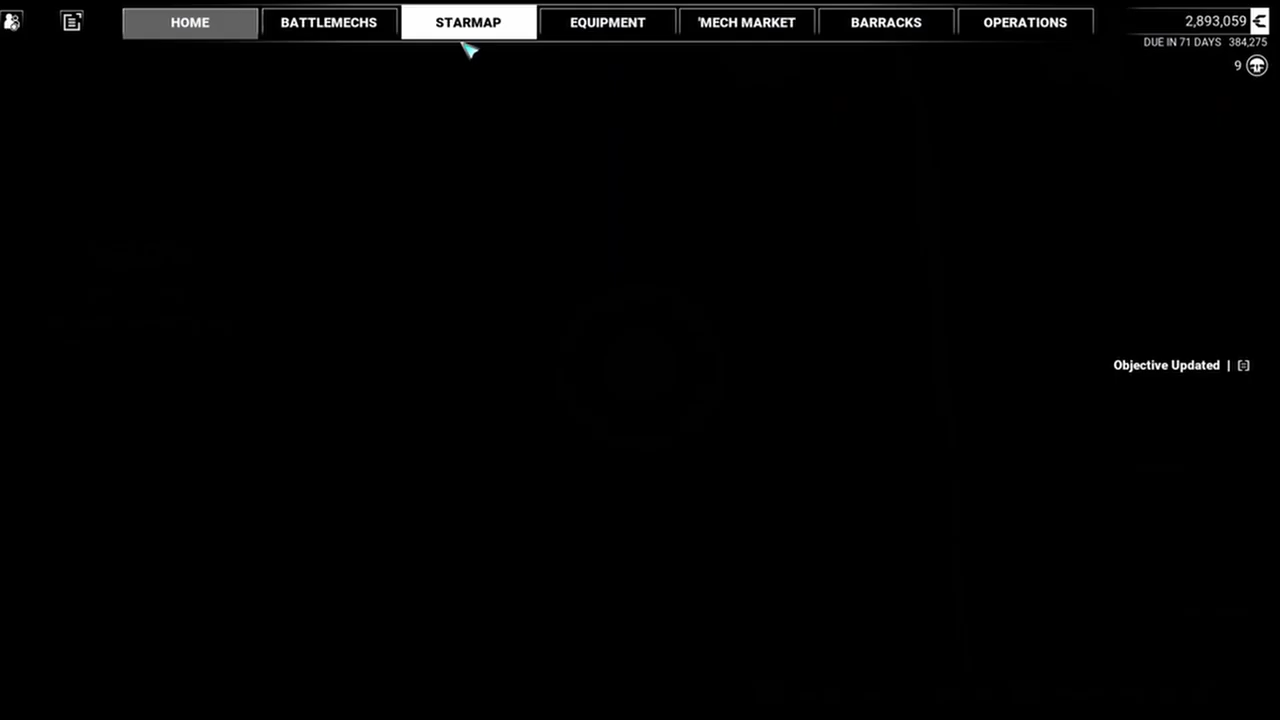 HOME
BATTLEMECHS
STARMAP
EQUIPMENT
'MECH MARKET
BARRACKS
OPERATIONS
2,893,059
DUE IN 71 DAYS 384,275
9
Objective Updated |